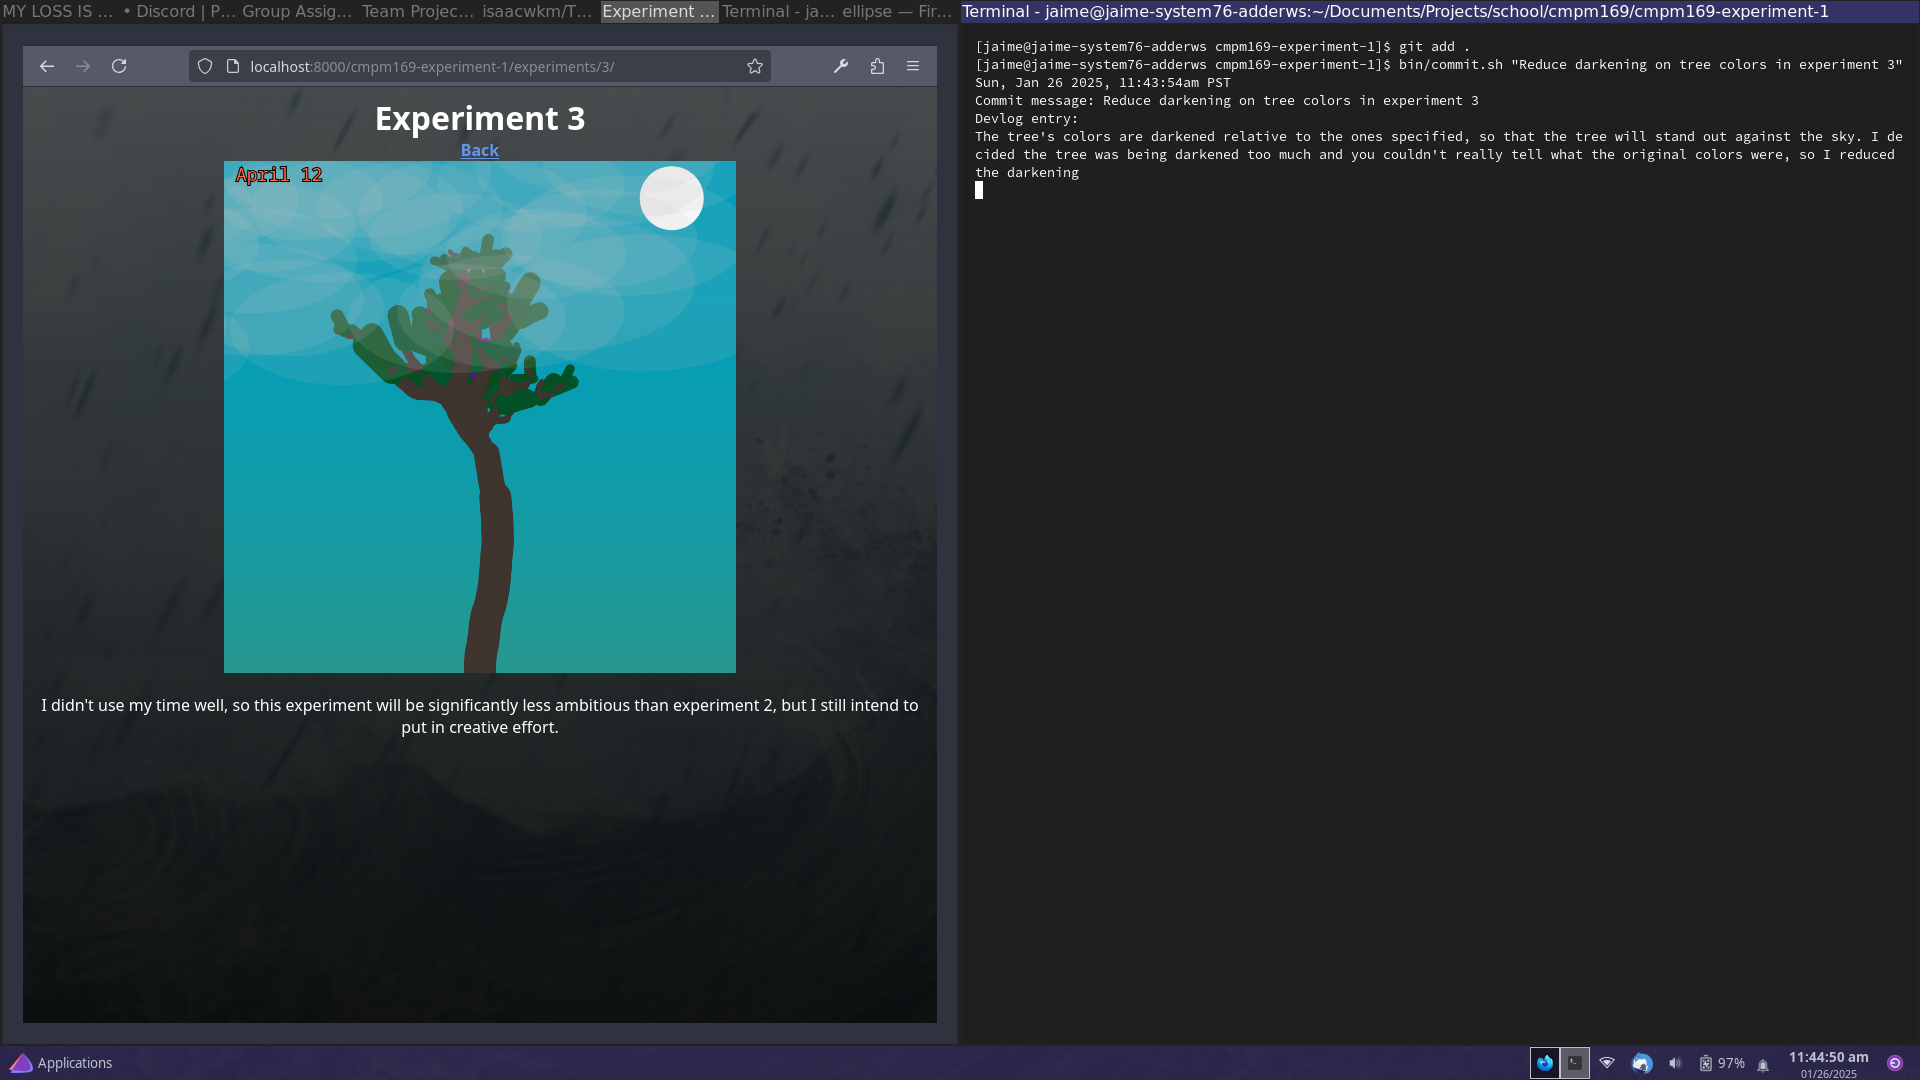 MY LOSS IS ...
• Discord | P...
Group Assig...
Team Projec...
isaacwkm/T...
Experiment ...
Terminal - ja...
ellipse — Fir...
Terminal - jaime@jaime-system76-adderws:~/Documents/Projects/school/cmpm169/cmpm169-experiment-1
localhost:8000/cmpm169-experiment-1/experiments/3/
Experiment 3
Back
April 12
I didn't use my time well, so this experiment will be significantly less ambitious than experiment 2, but I still intend to
put in creative effort.
[jaime@jaime-system76-adderws cmpm169-experiment-1]$ git add .
[jaime@jaime-system76-adderws cmpm169-experiment-1]$ bin/commit.sh "Reduce darkening on tree colors in experiment 3"
Sun, Jan 26 2025, 11:43:54am PST
Commit message: Reduce darkening on tree colors in experiment 3
Devlog entry:
The tree's colors are darkened relative to the ones specified, so that the tree will stand out against the sky. I de
cided the tree was being darkened too much and you couldn't really tell what the original colors were, so I reduced
the darkening
Applications
97%
11:44:50 am
01/26/2025